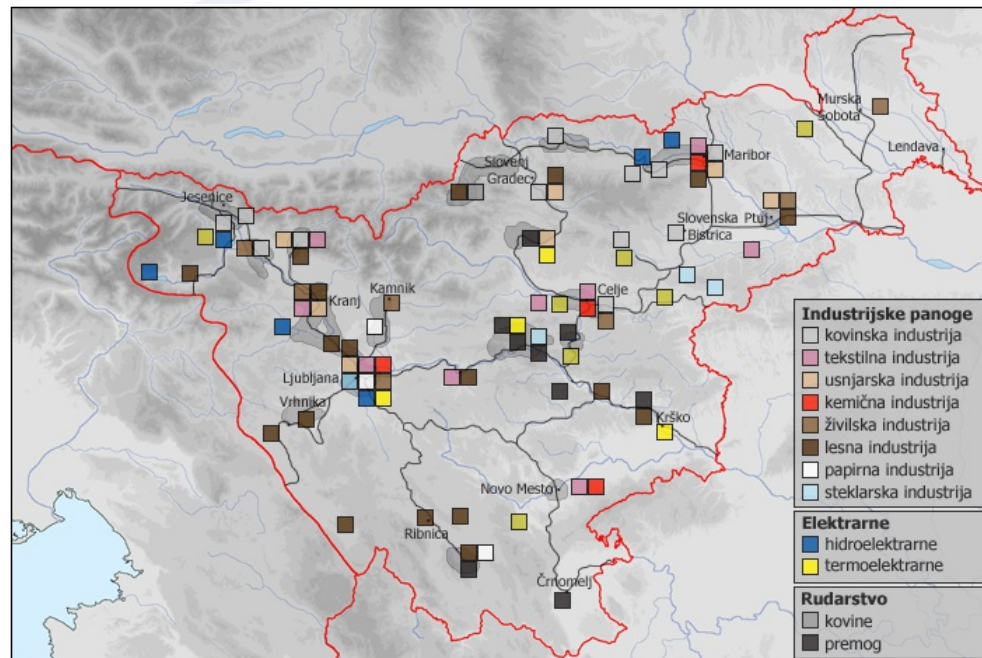 Murska
sobota
Lendava
Maribor
Slovenj
Gradec
Jesenice
Slovenska Ptuj
Bistrica
Kamnik
Celje
Kranj
Ljubljana
Vrhnika
Krško
Novo Mesto
Ribnica
Črnomelj
Industrijske panoge
kovinska industrija
tekstilna industrija
usnjarska industrija
kemična industrija
živilska industrija
lesna industrija
papirna industrija
steklarska industrija
Elektrarne
hidroelektrarne
termoelektrarne
Rudarstvo
kovine
premog